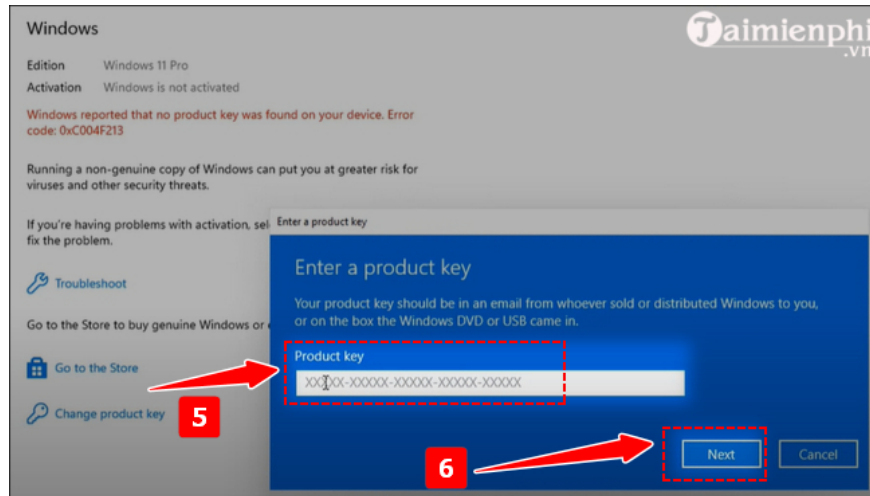 Windows
Taimienphi
.vn
Edition Windows 11 Pro
Activation Windows is not activated
Windows reported that no product key was found on your device. Error
code: 0xC004F213
Running a non-genuine copy of Windows can put you at greater risk for
viruses and other security threats.
If you're having problems with activation, sel
fix the problem.
Troubleshoot
Go to the Store to buy genuine Windows or
Go to the Store
Change product key
Enter a product key
Enter a product key
Your product key should be in an email from whoever sold or distributed Windows to you,
or on the box the Windows DVD or USB came in.
Product key
XXXXX-XXXXX-XXXXX-XXXXX-XXXXX
5
6
Next Cancel